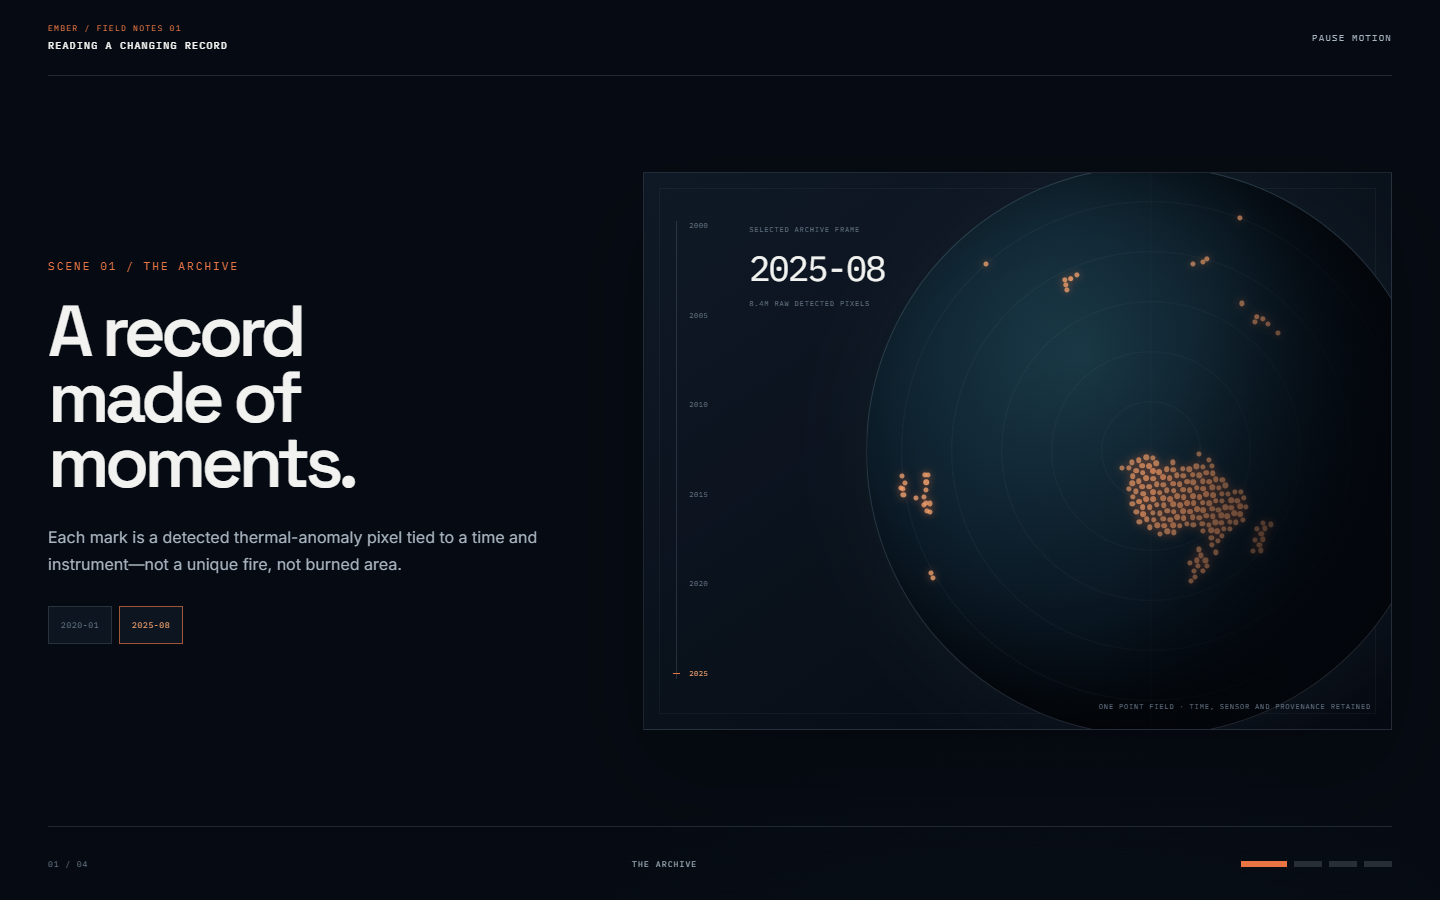 EMBER / FIELD NOTES 01
READING A CHANGING RECORD
PAUSE MOTION
SCENE 01 / THE ARCHIVE
A record
made of
moments.
Each mark is a detected thermal-anomaly pixel tied to a time and
instrument—not a unique fire, not burned area.
2020-01
2025-08
2000
2005
2010
2015
2020
2025
SELECTED ARCHIVE FRAME
2025-08
8.4M RAW DETECTED PIXELS
ONE POINT FIELD · TIME, SENSOR AND PROVENANCE RETAINED
01 / 04
THE ARCHIVE